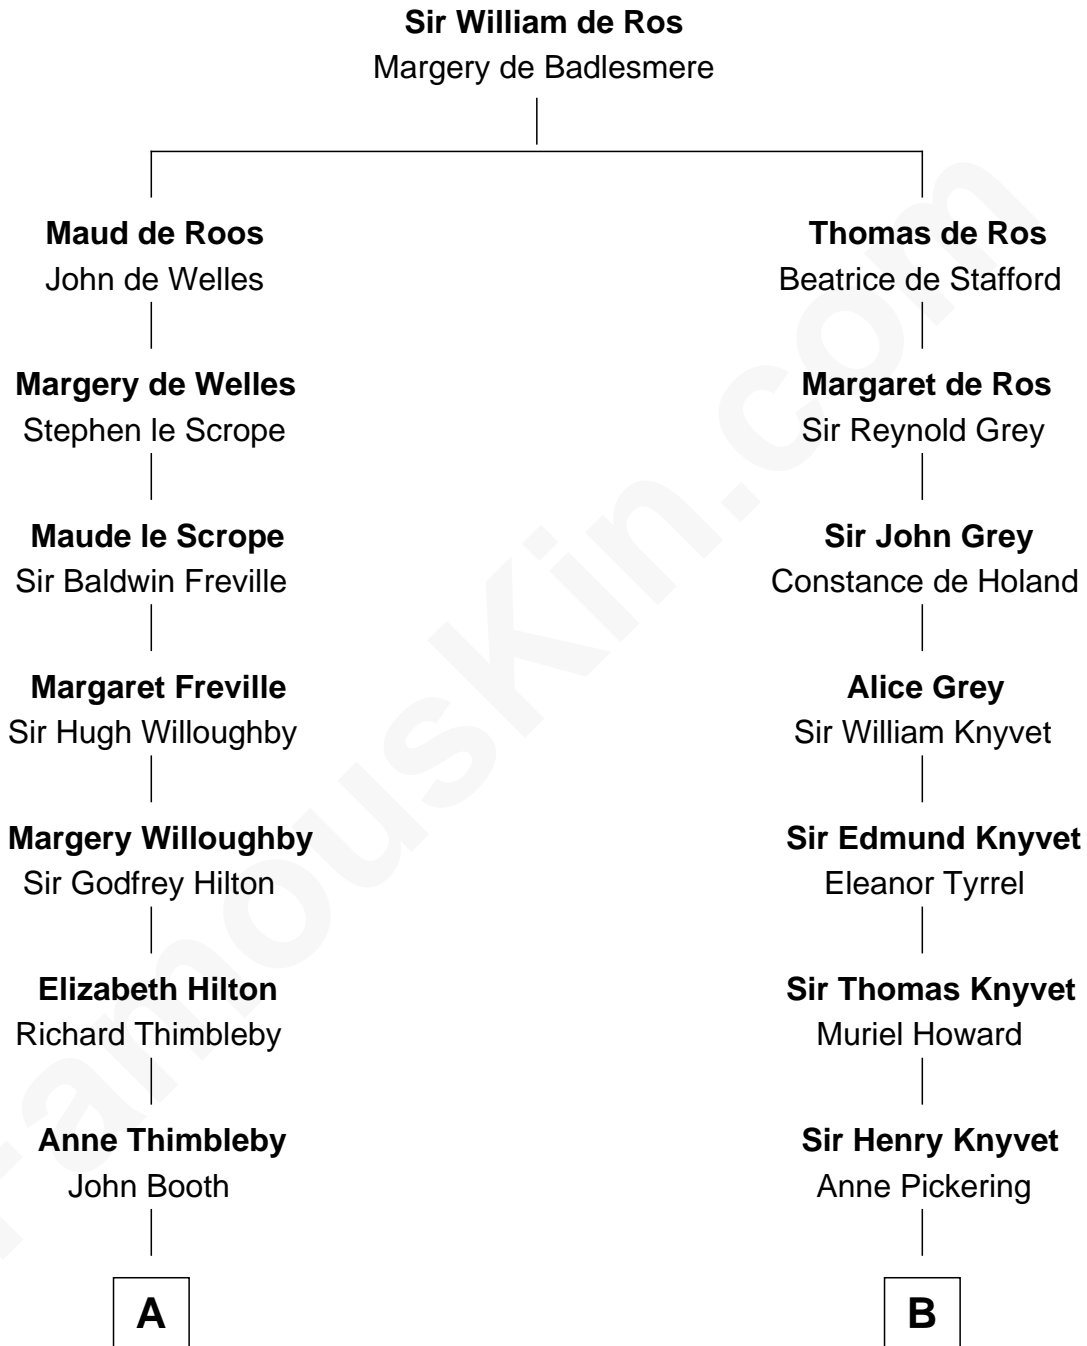 Sir William de Ros
Margery de Badlesmere
Maud de Roos
John de Welles
Thomas de Ros
Beatrice de Stafford
Margery de Welles
Stephen le Scrope
Margaret de Ros
Sir Reynold Grey
Maude le Scrope
Sir Baldwin Freville
Sir John Grey
Constance de Holand
Margaret Freville
Sir Hugh Willoughby
Alice Grey
Sir William Knyvet
Margery Willoughby
Sir Godfrey Hilton
Sir Edmund Knyvet
Eleanor Tyrrel
Elizabeth Hilton
Richard Thimbleby
Sir Thomas Knyvet
Muriel Howard
Anne Thimbleby
John Booth
Sir Henry Knyvet
Anne Pickering
A
B
FamousKin.com